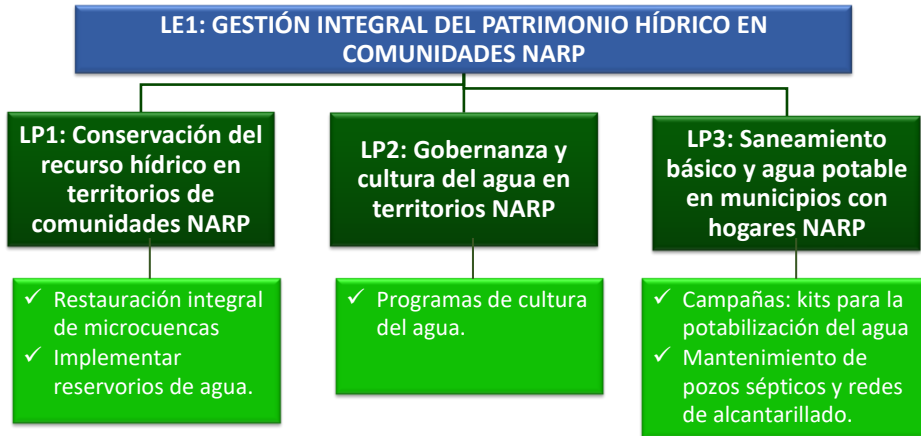 LE1: GESTIÓN INTEGRAL DEL PATRIMONIO HÍDRICO EN
COMUNIDADES NARP
LP1: Conservación del
recurso hídrico en
territorios de
comunidades NARP
✓ Restauración integral
de microcuencas
✓ Implementar
reservorios de agua.
LP2: Gobernanza y
cultura del agua en
territorios NARP
✓ Programas de cultura
del agua.
LP3: Saneamiento
básico y agua potable
en municipios con
hogares NARP
✓ Campañas: kits para la
potabilización del agua
✓ Mantenimiento de
pozos sépticos y redes
de alcantarillado.